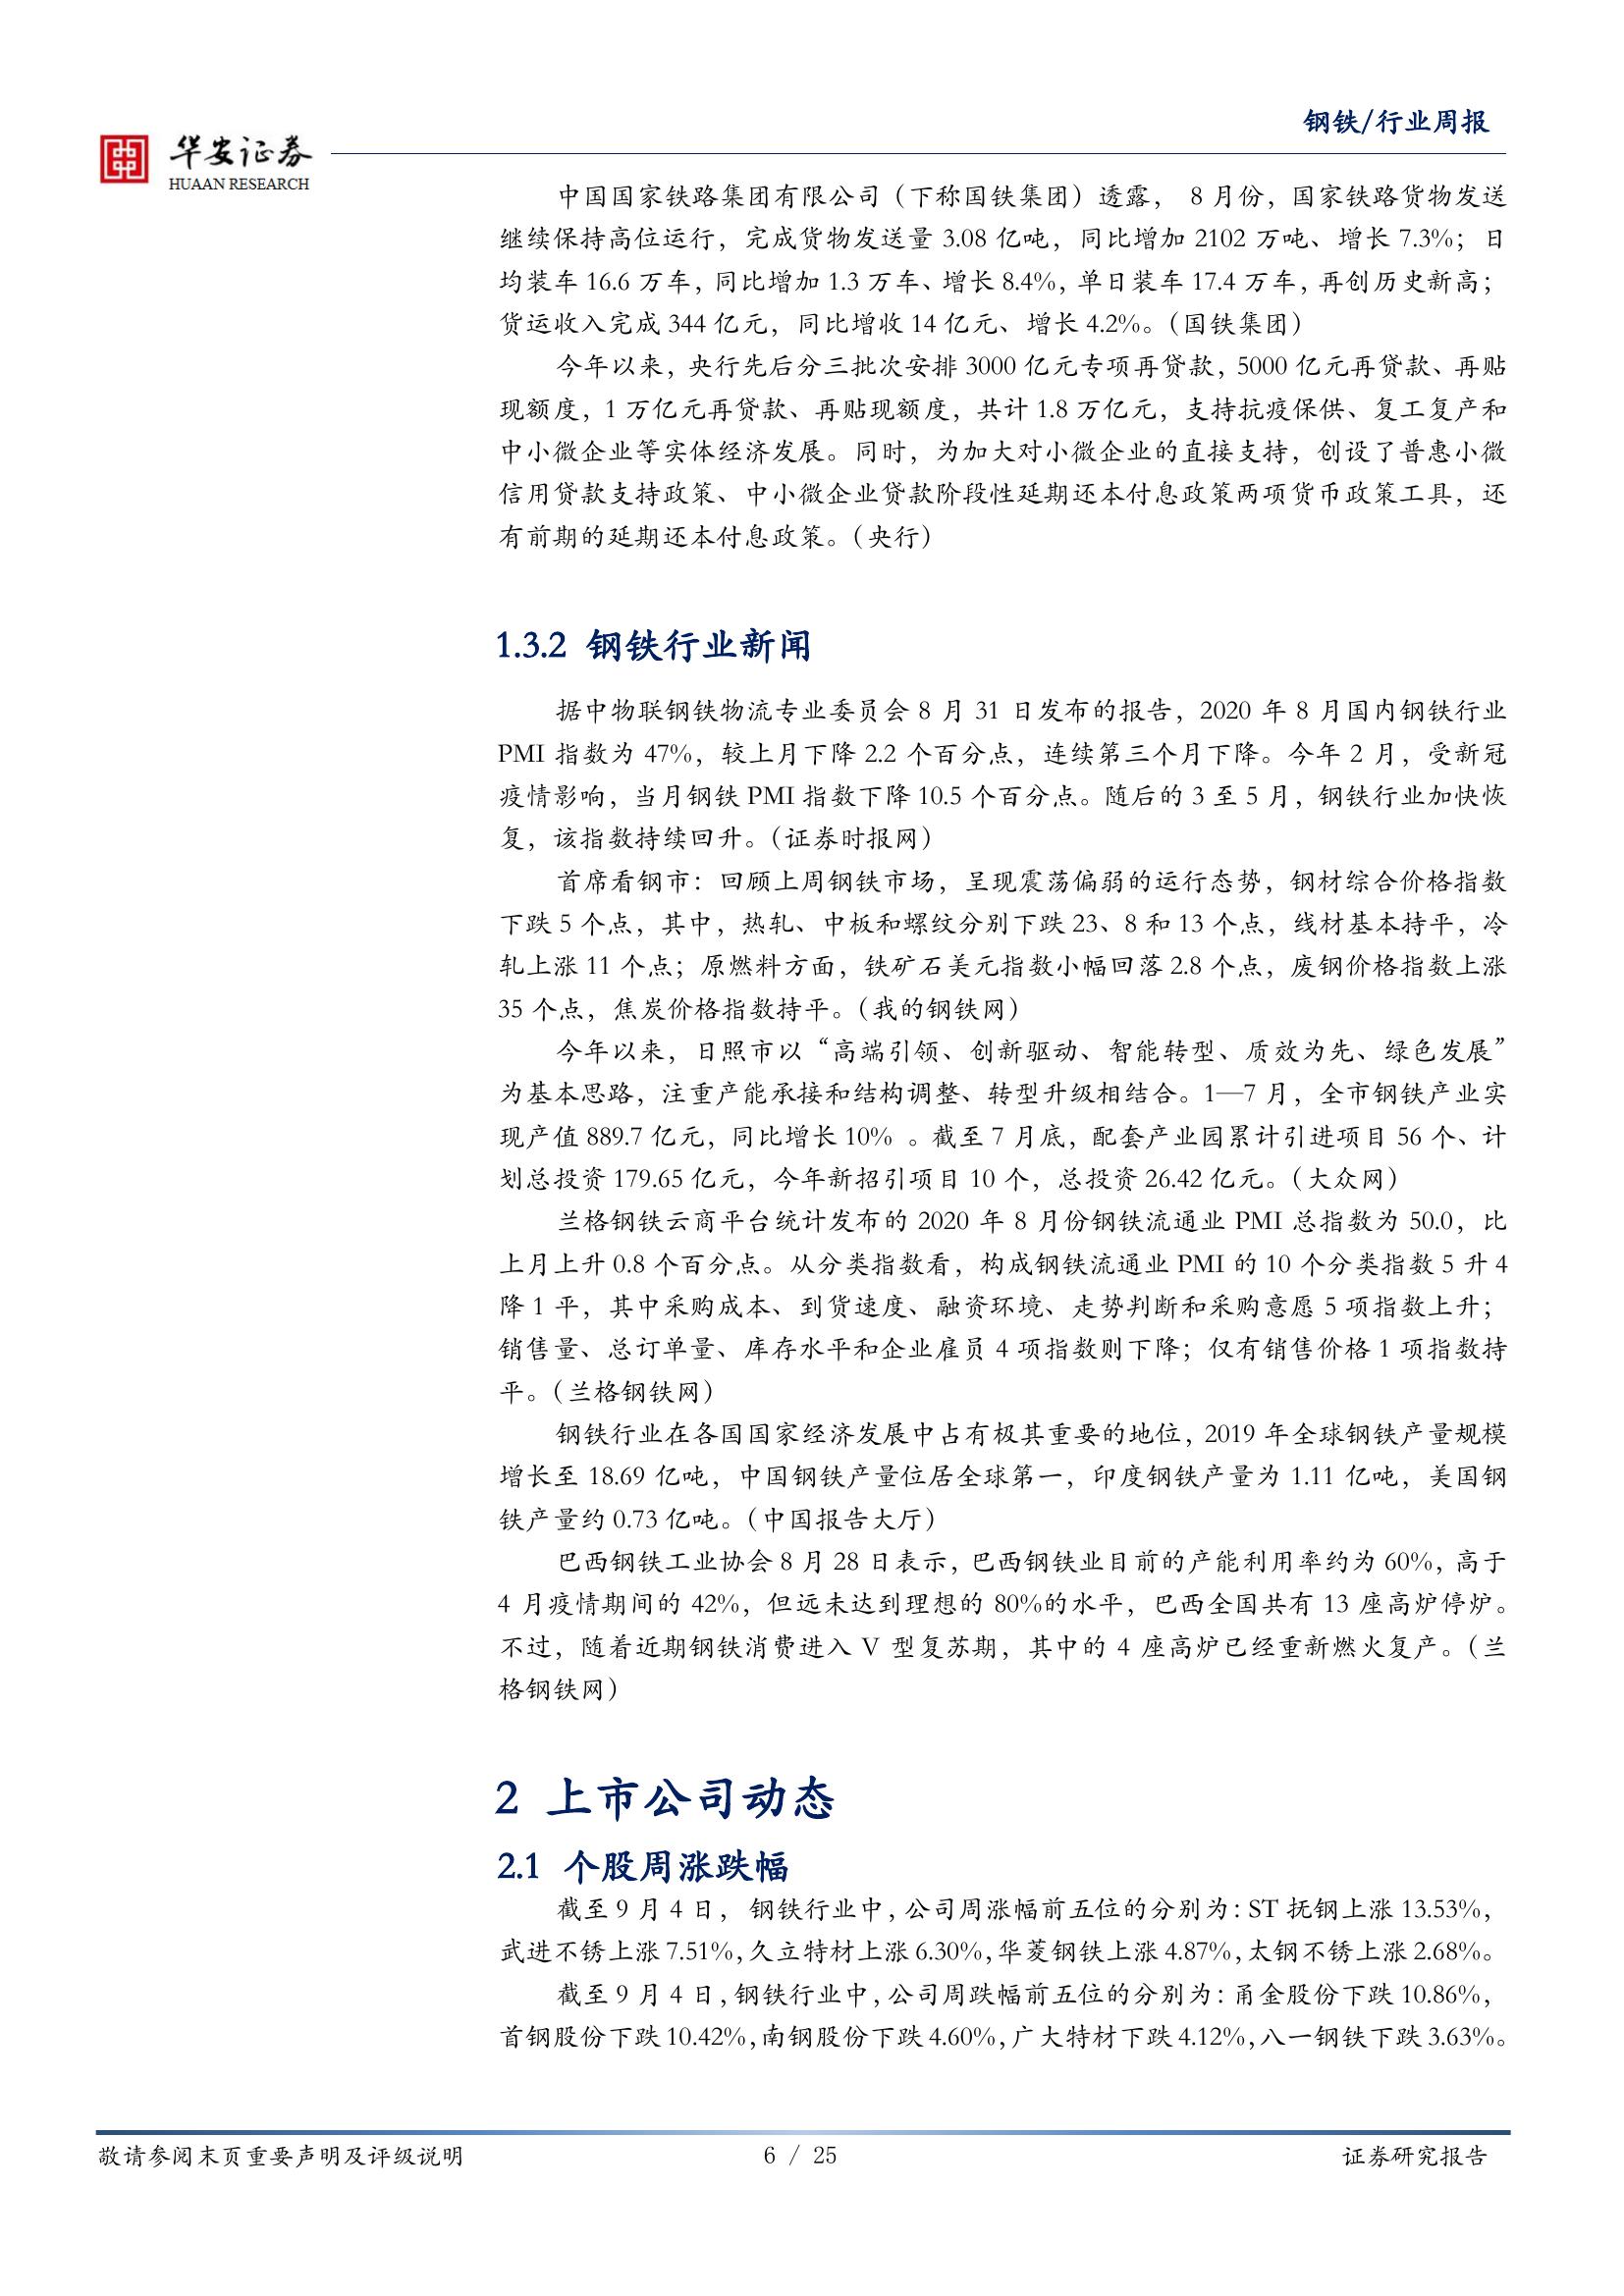 钢铁/行业周报
华安证券
HUAAN RESEARCH
中国国家铁路集团有限公司（下称国铁集团）透露， 8 月份，国家铁路货物发送
继续保持高位运行，完成货物发送量 3.08 亿吨，同比增加 2102 万吨、增长 7.3%；日
均装车 16.6 万车，同比增加 1.3 万车、增长 8.4%，单日装车 17.4 万车，再创历史新高；
货运收入完成 344 亿元，同比增收 14 亿元、增长 4.2%。（国铁集团）
今年以来，央行先后分三批次安排 3000 亿元专项再贷款，5000 亿元再贷款、再贴
现额度，1 万亿元再贷款、再贴现额度，共计 1.8 万亿元，支持抗疫保供、复工复产和
中小微企业等实体经济发展。同时，为加大对小微企业的直接支持，创设了普惠小微
信用贷款支持政策、中小微企业贷款阶段性延期还本付息政策两项货币政策工具，还
有前期的延期还本付息政策。（央行）
1.3.2 钢铁行业新闻
据中物联钢铁物流专业委员会 8 月 31 日发布的报告，2020 年 8 月国内钢铁行业
PMI 指数为 47%，较上月下降 2.2 个百分点，连续第三个月下降。今年 2 月，受新冠
疫情影响，当月钢铁 PMI 指数下降 10.5 个百分点。随后的 3 至 5 月，钢铁行业加快恢
复，该指数持续回升。（证券时报网）
首席看钢市：回顾上周钢铁市场，呈现震荡偏弱的运行态势，钢材综合价格指数
下跌 5 个点，其中，热轧、中板和螺纹分别下跌 23、8 和 13 个点，线材基本持平，冷
轧上涨 11 个点；原燃料方面，铁矿石美元指数小幅回落 2.8 个点，废钢价格指数上涨
35 个点，焦炭价格指数持平。（我的钢铁网）
今年以来，日照市以“高端引领、创新驱动、智能转型、质效为先、绿色发展”
为基本思路，注重产能承接和结构调整、转型升级相结合。1—7 月，全市钢铁产业实
现产值 889.7 亿元，同比增长 10% 。截至 7 月底，配套产业园累计引进项目 56 个、计
划总投资 179.65 亿元，今年新招引项目 10 个，总投资 26.42 亿元。（大众网）
兰格钢铁云商平台统计发布的 2020 年 8 月份钢铁流通业 PMI 总指数为 50.0，比
上月上升 0.8 个百分点。从分类指数看，构成钢铁流通业 PMI 的 10 个分类指数 5 升 4
降 1 平，其中采购成本、到货速度、融资环境、走势判断和采购意愿 5 项指数上升；
销售量、总订单量、库存水平和企业雇员 4 项指数则下降；仅有销售价格 1 项指数持
平。（兰格钢铁网）
钢铁行业在各国国家经济发展中占有极其重要的地位，2019 年全球钢铁产量规模
增长至 18.69 亿吨，中国钢铁产量位居全球第一，印度钢铁产量为 1.11 亿吨，美国钢
铁产量约 0.73 亿吨。（中国报告大厅）
巴西钢铁工业协会 8 月 28 日表示，巴西钢铁业目前的产能利用率约为 60%，高于
4 月疫情期间的 42%，但远未达到理想的 80%的水平，巴西全国共有 13 座高炉停炉。
不过，随着近期钢铁消费进入 V 型复苏期，其中的 4 座高炉已经重新燃火复产。（兰
格钢铁网）
2 上市公司动态
2.1 个股周涨跌幅
截至 9 月 4 日， 钢铁行业中，公司周涨幅前五位的分别为：ST 抚钢上涨 13.53%，
武进不锈上涨 7.51%，久立特材上涨 6.30%，华菱钢铁上涨 4.87%，太钢不锈上涨 2.68%。
截至 9 月 4 日，钢铁行业中，公司周跌幅前五位的分别为：甬金股份下跌 10.86%，
首钢股份下跌 10.42%，南钢股份下跌 4.60%，广大特材下跌 4.12%，八一钢铁下跌 3.63%。
敬请参阅末页重要声明及评级说明
6 / 25
证券研究报告